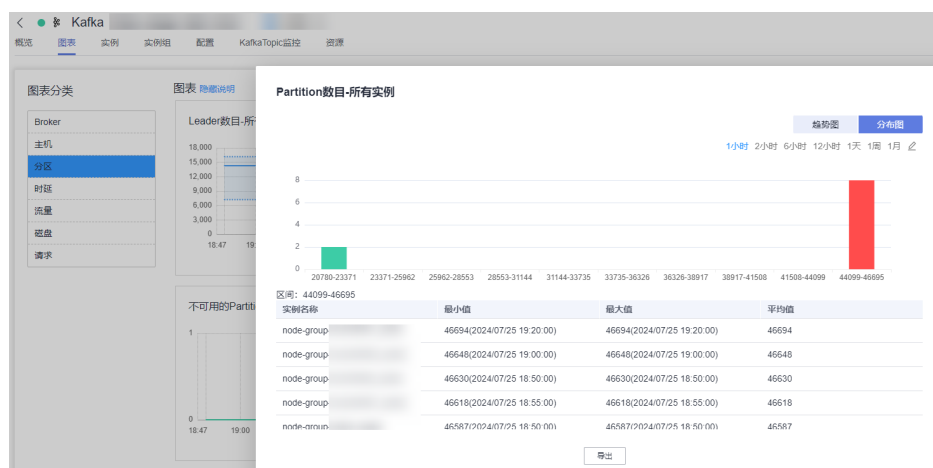 Kafka
概览 图表 实例 实例组 配置 KafkaTopic监控 资源
图表分类
Broker
主机
分区
时延
流量
磁盘
请求
图表 隐藏说明
Leader数目-所
18,000
15,000
12,000
9,000
6,000
3,000
0
18:47 19:
不可用的Partiti
1
0
18:47 19:00
Partition数目-所有实例
趋势图 分布图
1小时 2小时 6小时 12小时 1天 1周 1月
8
6
4
2
0
20780-23371 23371-25962 25962-28553 28553-31144 31144-33735 33735-36326 36326-38917 38917-41508 41508-44099 44099-46695
区间：44099-46695
实例名称 最小值 最大值 平均值
node-group- 46694(2024/07/25 19:20:00) 46694(2024/07/25 19:20:00) 46694
node-group- 46648(2024/07/25 19:00:00) 46648(2024/07/25 19:00:00) 46648
node-group- 46630(2024/07/25 18:50:00) 46630(2024/07/25 18:50:00) 46630
node-group- 46618(2024/07/25 18:55:00) 46618(2024/07/25 18:55:00) 46618
node-group- 46587(2024/07/25 18:50:00) 46587(2024/07/25 18:50:00) 46587
导出